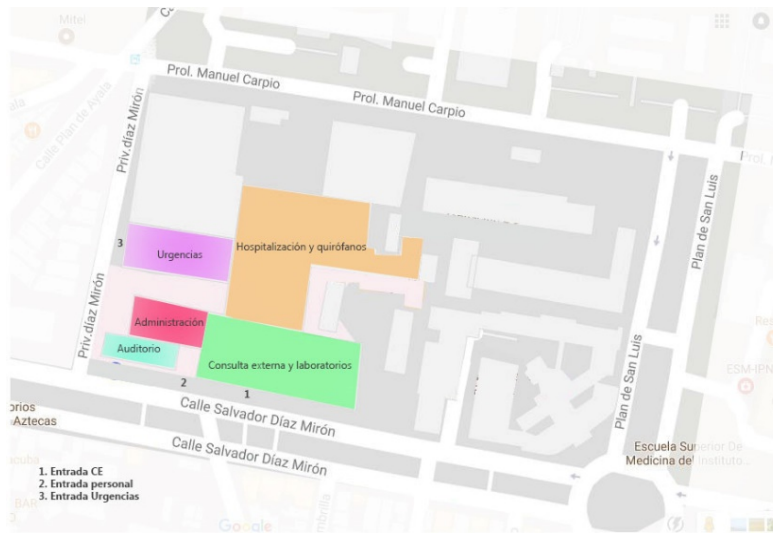 Mitel
Prol. Manuel Carpio
Prol. Manuel Carpio
Prol.
Calle Plan de Ayala
Priv.díaz Mirón
Plan de San Luis
Plan de San Luis
3
Urgencias
Hospitalización y quirófanos
Priv.díaz Mirón
Administración
Auditorio
Consulta externa y laboratorios
2
1
Calle Salvador Díaz Mirón
Calle Salvador Díaz Mirón
Aztecas
ESM-IPN
Escuela Superior De
Medicina del Instituto...
1. Entrada CE
2. Entrada personal
3. Entrada Urgencias
BAR
Google